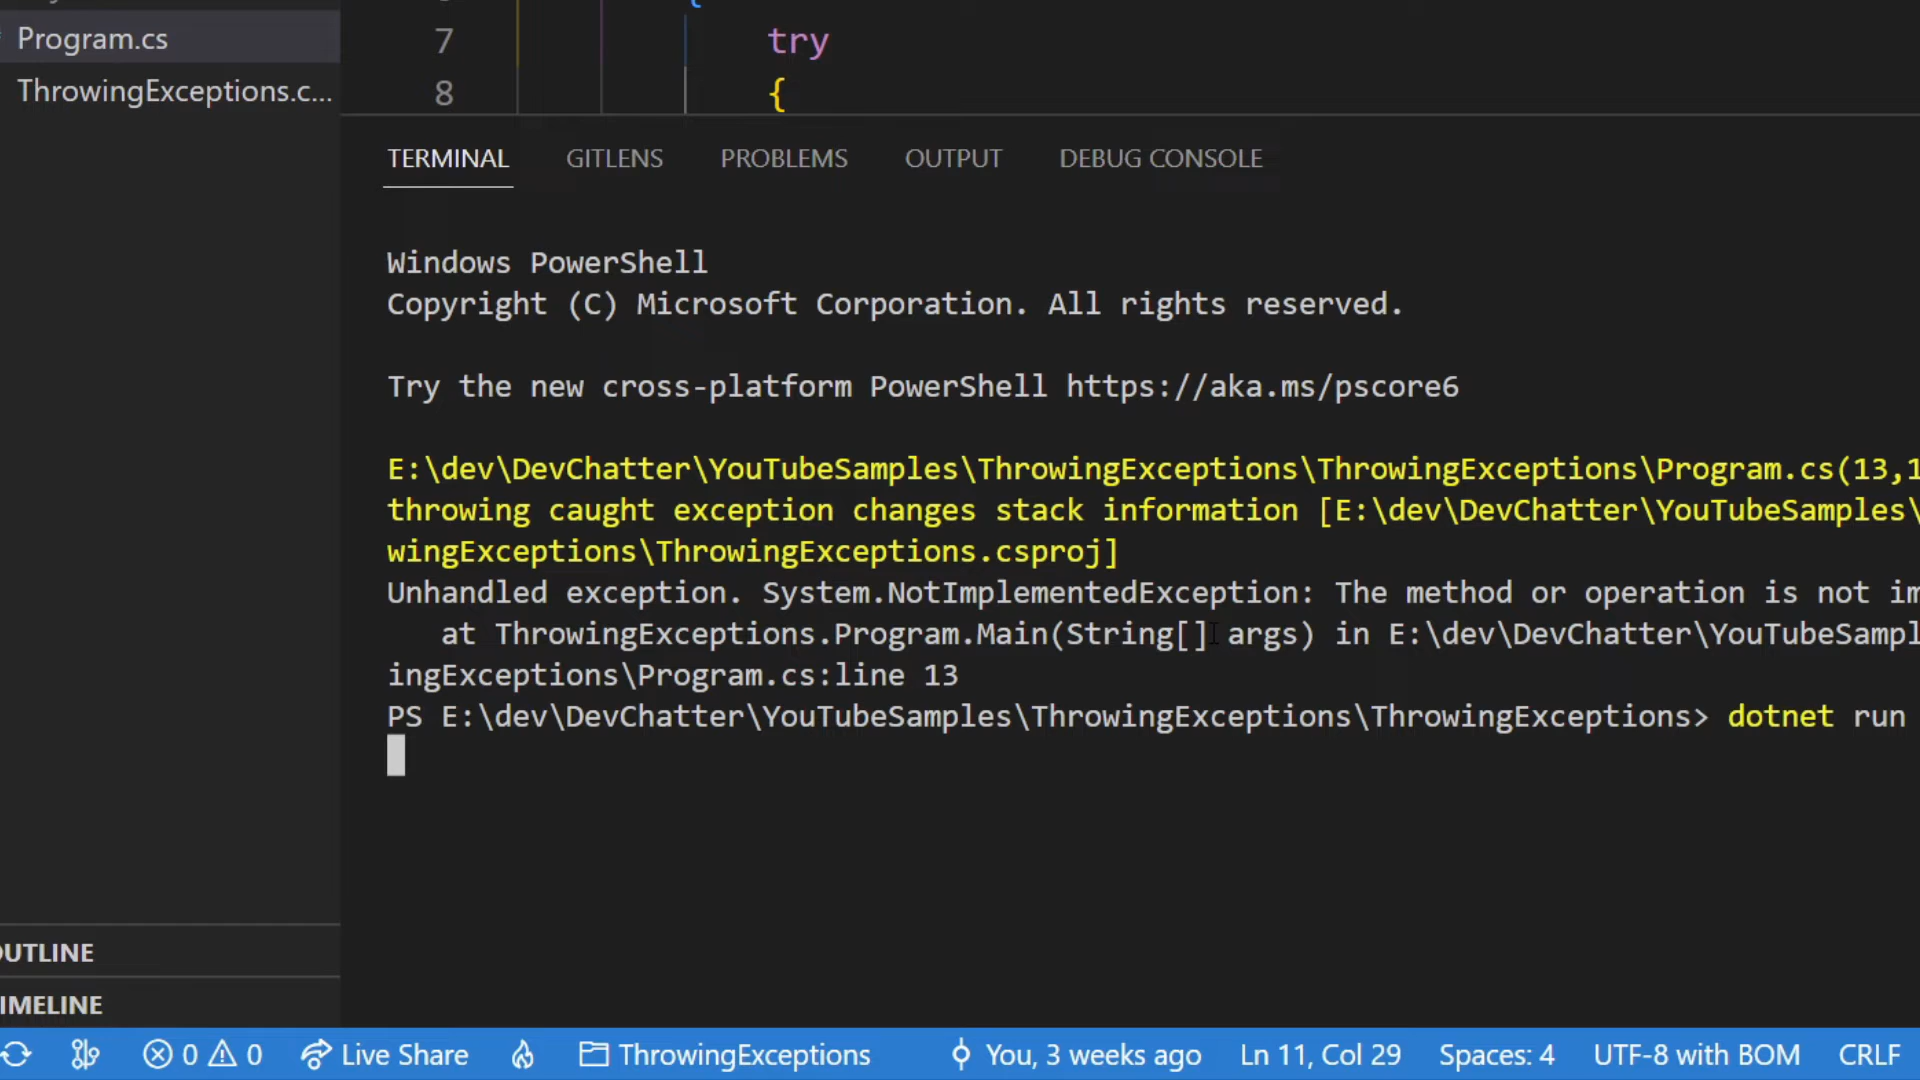 Program.cs
ThrowingExceptions.c...
7 try
8 {
TERMINAL GITLENS PROBLEMS OUTPUT DEBUG CONSOLE
Windows PowerShell
Copyright (C) Microsoft Corporation. All rights reserved.
Try the new cross-platform PowerShell https://aka.ms/pscore6
E:\dev\DevChatter\YouTubeSamples\ThrowingExceptions\ThrowingExceptions\Program.cs(13,1
throwing caught exception changes stack information [E:\dev\DevChatter\YouTubeSamples\
wingExceptions\ThrowingExceptions.csproj]
Unhandled exception. System.NotImplementedException: The method or operation is not im
at ThrowingExceptions.Program.Main(String[] args) in E:\dev\DevChatter\YouTubeSampl
ingExceptions\Program.cs:line 13
PS E:\dev\DevChatter\YouTubeSamples\ThrowingExceptions\ThrowingExceptions> dotnet run
OUTLINE
IMELINE
0 0 Live Share ThrowingExceptions You, 3 weeks ago Ln 11, Col 29 Spaces: 4 UTF-8 with BOM CRLF